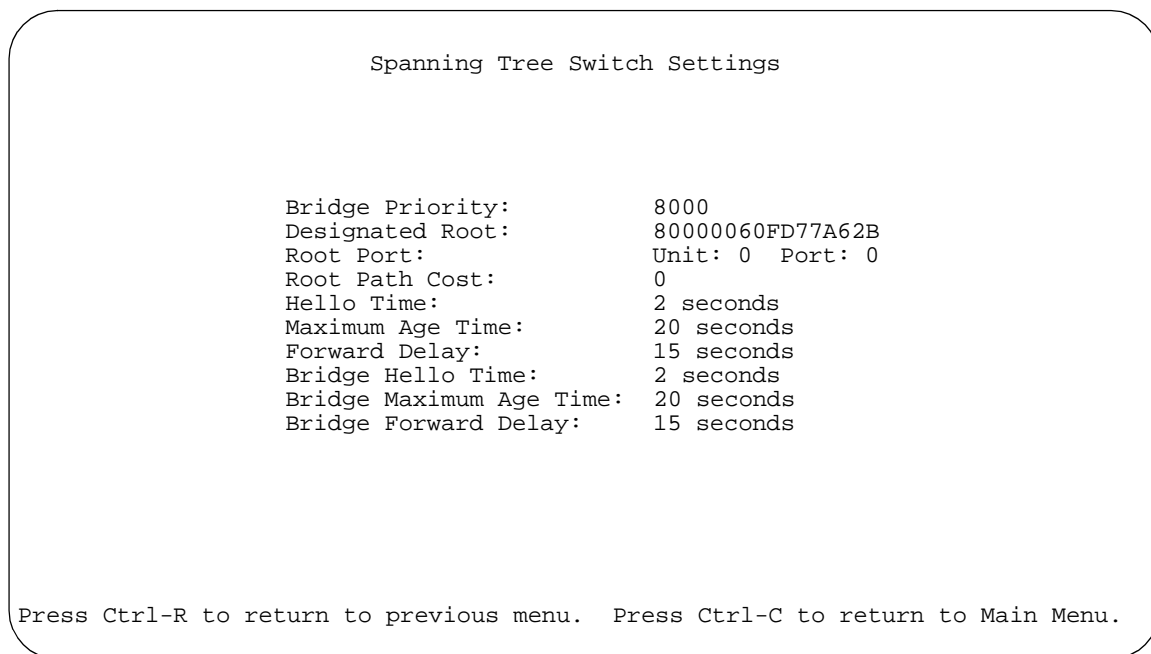 Spanning Tree Switch Settings
Bridge Priority: 8000
Designated Root: 80000060FD77A62B
Root Port: Unit: 0 Port: 0
Root Path Cost: 0
Hello Time: 2 seconds
Maximum Age Time: 20 seconds
Forward Delay: 15 seconds
Bridge Hello Time: 2 seconds
Bridge Maximum Age Time: 20 seconds
Bridge Forward Delay: 15 seconds
Press Ctrl-R to return to previous menu. Press Ctrl-C to return to Main Menu.